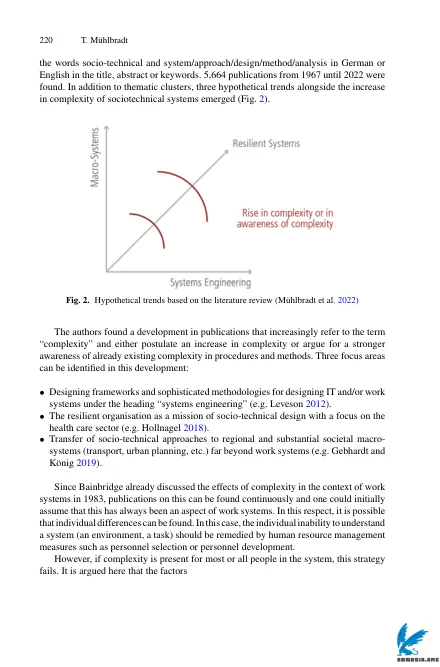 220 T. Mühlbradt
the words socio-technical and system/approach/design/method/analysis in German or
English in the title, abstract or keywords. 5,664 publications from 1967 until 2022 were
found. In addition to thematic clusters, three hypothetical trends alongside the increase
in complexity of sociotechnical systems emerged (Fig. 2).
Macro-Systems
Resilient Systems
Rise in complexity or in
awareness of complexity
Systems Engineering
Fig. 2. Hypothetical trends based on the literature review (Mühlbradt et al. 2022)
The authors found a development in publications that increasingly refer to the term
“complexity” and either postulate an increase in complexity or argue for a stronger
awareness of already existing complexity in procedures and methods. Three focus areas
can be identified in this development:
• Designing frameworks and sophisticated methodologies for designing IT and/or work
systems under the heading “systems engineering” (e.g. Leveson 2012).
• The resilient organisation as a mission of socio-technical design with a focus on the
health care sector (e.g. Hollnagel 2018).
• Transfer of socio-technical approaches to regional and substantial societal macro-
systems (transport, urban planning, etc.) far beyond work systems (e.g. Gebhardt and
König 2019).
Since Bainbridge already discussed the effects of complexity in the context of work
systems in 1983, publications on this can be found continuously and one could initially
assume that this has always been an aspect of work systems. In this respect, it is possible
that individual differences can be found. In this case, the individual inability to understand
a system (an environment, a task) should be remedied by human resource management
measures such as personnel selection or personnel development.
However, if complexity is present for most or all people in the system, this strategy
fails. It is argued here that the factors